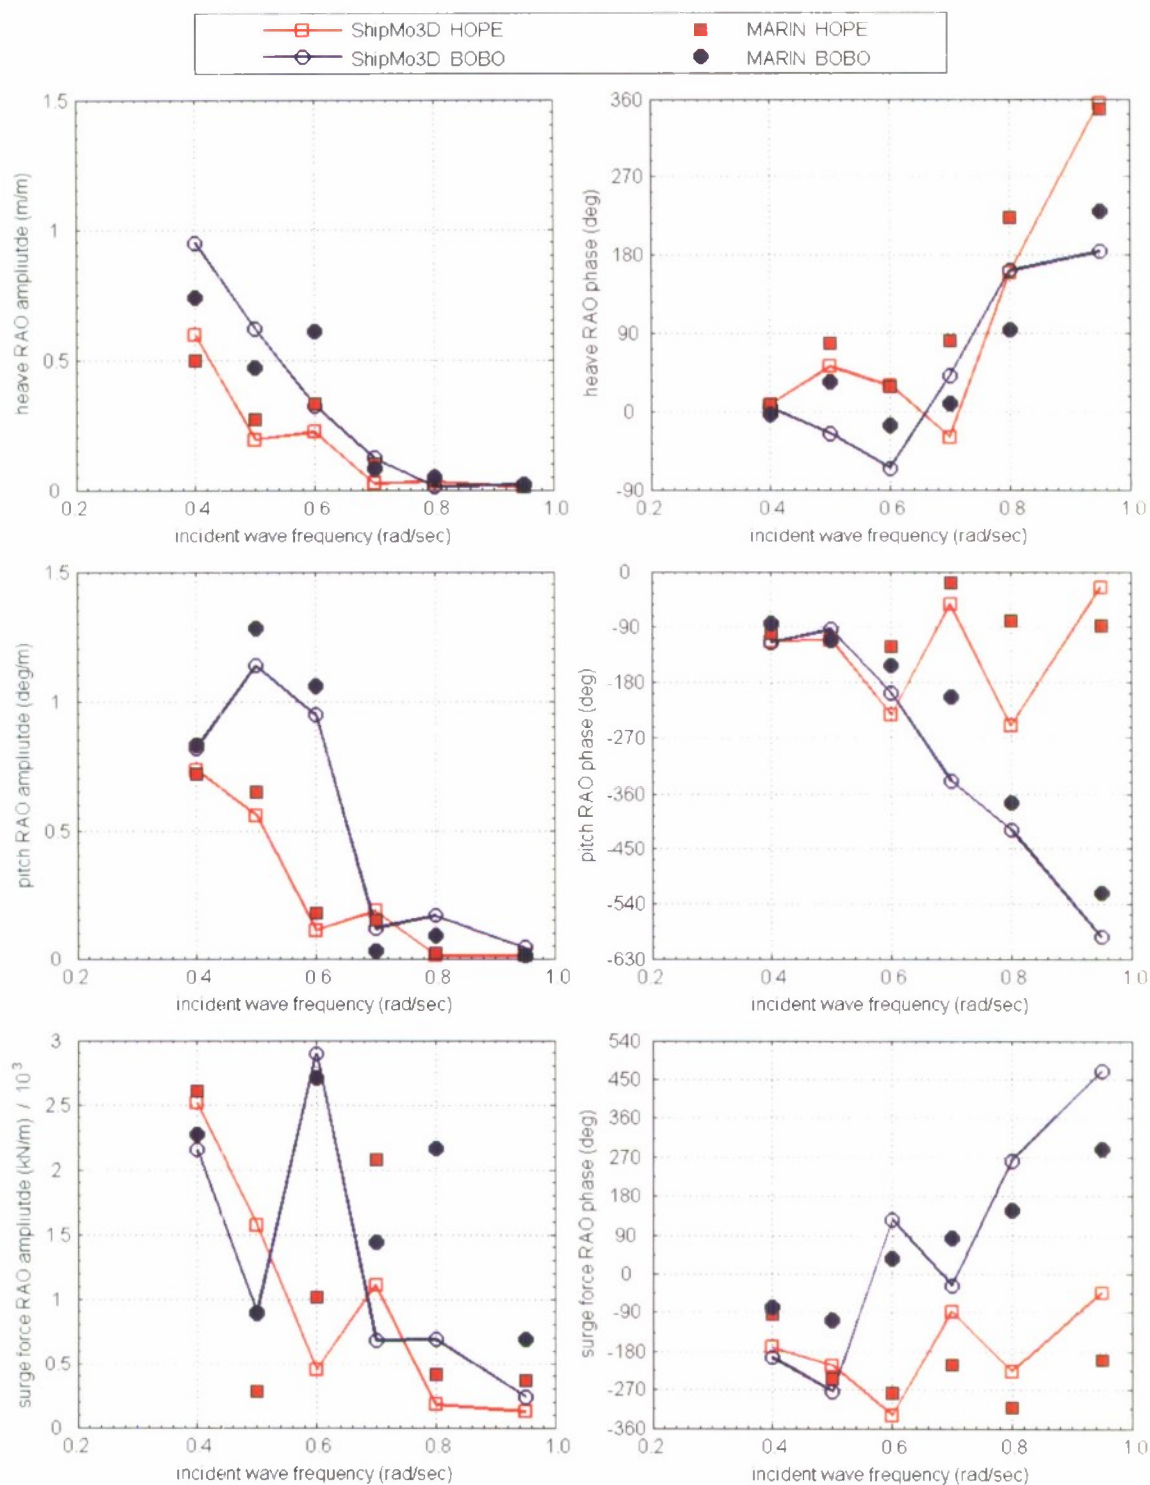 ShipMo3D HOPE
ShipMo3D BOBO
MARIN HOPE
MARIN BOBO
heave RAO ampliutde (m/m)
1.5
1
0.5
0
0.2 0.4 0.6 0.8 1.0
incident wave frequency (rad/sec)
heave RAO phase (deg)
360
270
180
90
0
-90
0.2 0.4 0.6 0.8 1.0
incident wave frequency (rad/sec)
pitch RAO ampliutde (deg/m)
1.5
1
0.5
0
0.2 0.4 0.6 0.8 1.0
incident wave frequency (rad/sec)
pitch RAO phase (deg)
0
-90
-180
-270
-360
-450
-540
-630
0.2 0.4 0.6 0.8 1.0
incident wave frequency (rad/sec)
surge force RAO ampliutde (kN/m) / 10³
3
2.5
2
1.5
1
0.5
0
0.2 0.4 0.6 0.8 1.0
incident wave frequency (rad/sec)
surge force RAO phase (deg)
540
450
360
270
180
90
0
-90
-180
-270
-360
0.2 0.4 0.6 0.8 1.0
incident wave frequency (rad/sec)